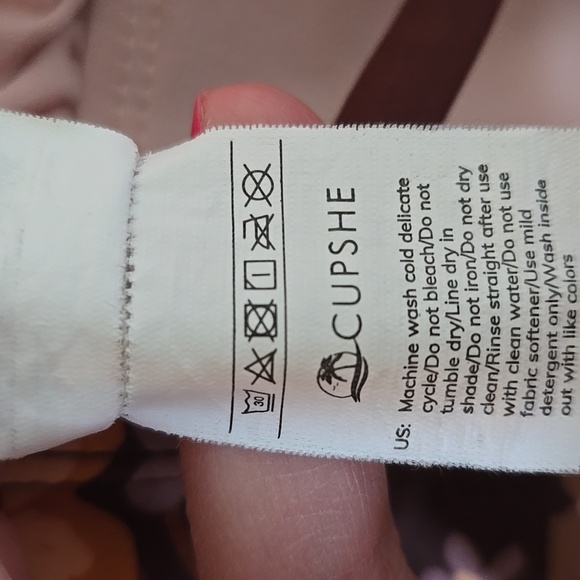 30
CUPSHE
US: Machine wash cold delicate
cycle/Do not bleach/Do not
tumble dry/Line dry in
shade/Do not iron/Do not dry
clean/Rinse straight after use
with clean water/Do not use
fabric softener/Use mild
detergent only/Wash inside
out with like colors